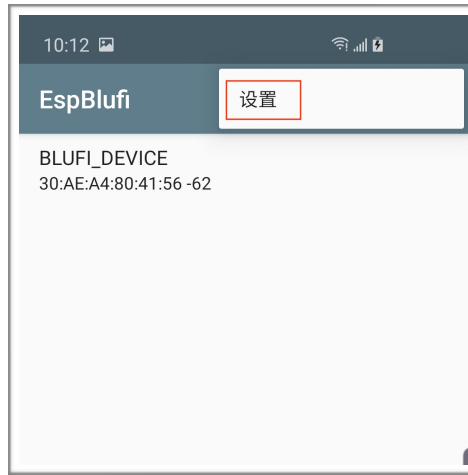 10:12
EspBlufi
设置
BLUFI_DEVICE
30:AE:A4:80:41:56 -62